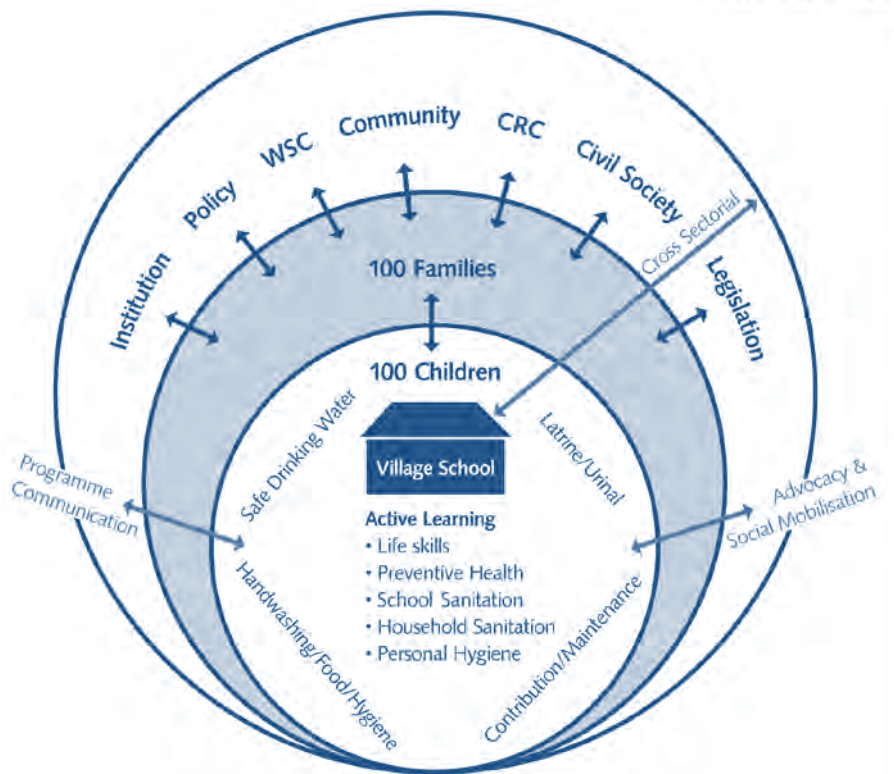 Institution
Policy
WSC
Community
CRC
Civil Society
Legislation
Cross Sectorial
100 Families
100 Children
Village School
Safe Drinking Water
Latrine/Urinal
Programme
Communication
Advocacy &
Social Mobilisation
Active Learning
• Life skills
• Preventive Health
• School Sanitation
• Household Sanitation
• Personal Hygiene
Handwashing/Food/Hygiene
Contribution/Maintenance